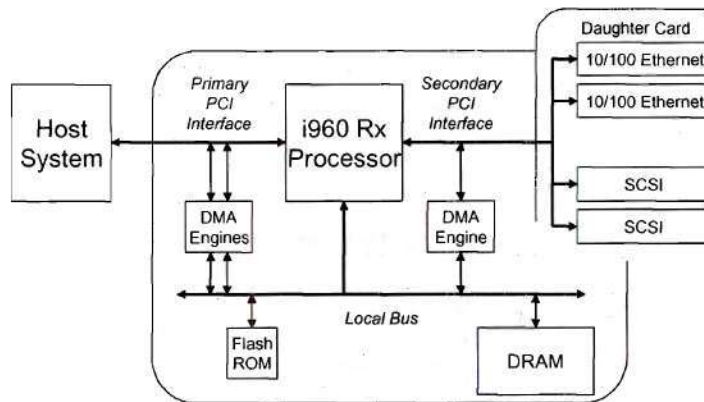 Daughter Card
10/100 Ethernet
10/100 Ethernet
SCSI
SCSI
Primary
PCI
Interface
Secondary
PCI
Interface
Host
System
i960 Rx
Processor
DMA
Engines
DMA
Engine
Local Bus
Flash
ROM
DRAM